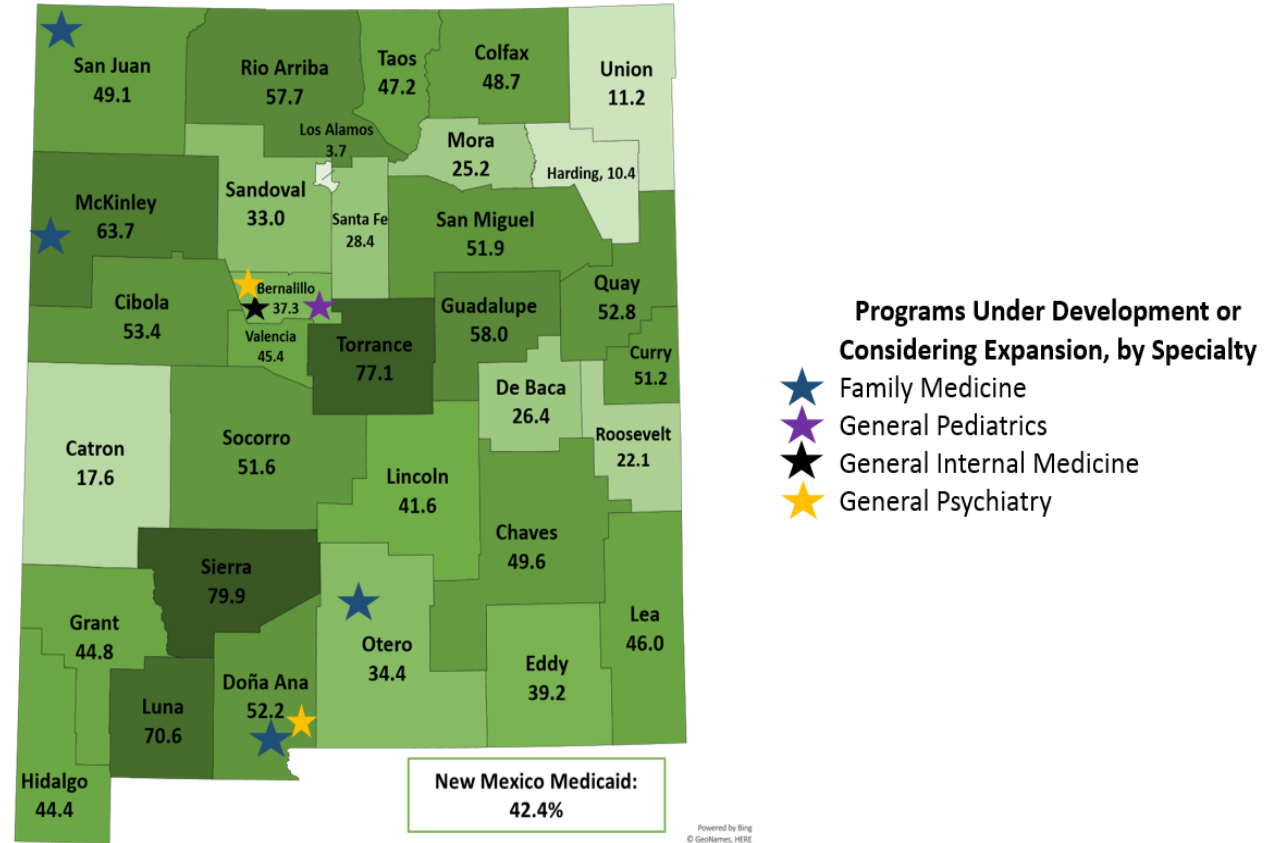 San Juan
49.1
Rio Arriba
57.7
Taos
47.2
Colfax
48.7
Union
11.2
Los Alamos
3.7
Mora
25.2
Harding, 10.4
McKinley
63.7
Sandoval
33.0
Santa Fe
28.4
San Miguel
51.9
Cibola
53.4
Bernalillo
37.3
Valencia
45.4
Torrance
77.1
Guadalupe
58.0
Quay
52.8
Curry
51.2
De Baca
26.4
Roosevelt
22.1
Catron
17.6
Socorro
51.6
Lincoln
41.6
Chaves
49.6
Sierra
79.9
Grant
44.8
Otero
34.4
Lea
46.0
Eddy
39.2
Doña Ana
52.2
Luna
70.6
Hidalgo
44.4
New Mexico Medicaid:
42.4%
Powered by Bing
© GeoNames, HERE
Programs Under Development or
Considering Expansion, by Specialty
Family Medicine
General Pediatrics
General Internal Medicine
General Psychiatry